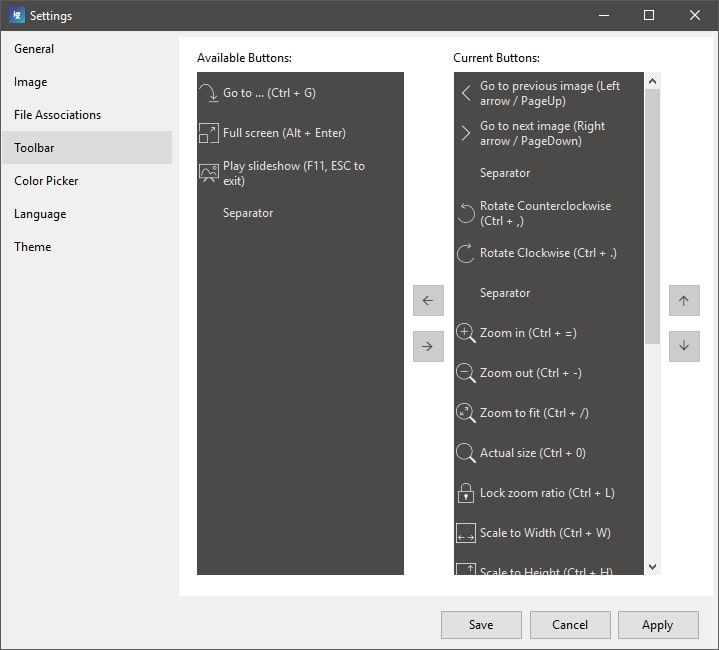 Settings
General
Image
File Associations
Toolbar
Color Picker
Language
Theme
Available Buttons:
Go to ... (Ctrl + G)
Full screen (Alt + Enter)
Play slideshow (F11, ESC to
exit)
Separator
Current Buttons:
Go to previous image (Left
arrow / PageUp)
Go to next image (Right
arrow / PageDown)
Separator
Rotate Counterclockwise
(Ctrl + ,)
Rotate Clockwise (Ctrl + .)
Separator
Zoom in (Ctrl + =)
Zoom out (Ctrl + -)
Zoom to fit (Ctrl + /)
Actual size (Ctrl + 0)
Lock zoom ratio (Ctrl + L)
Scale to Width (Ctrl + W)
Scale to Height (Ctrl + H)
Save
Cancel
Apply